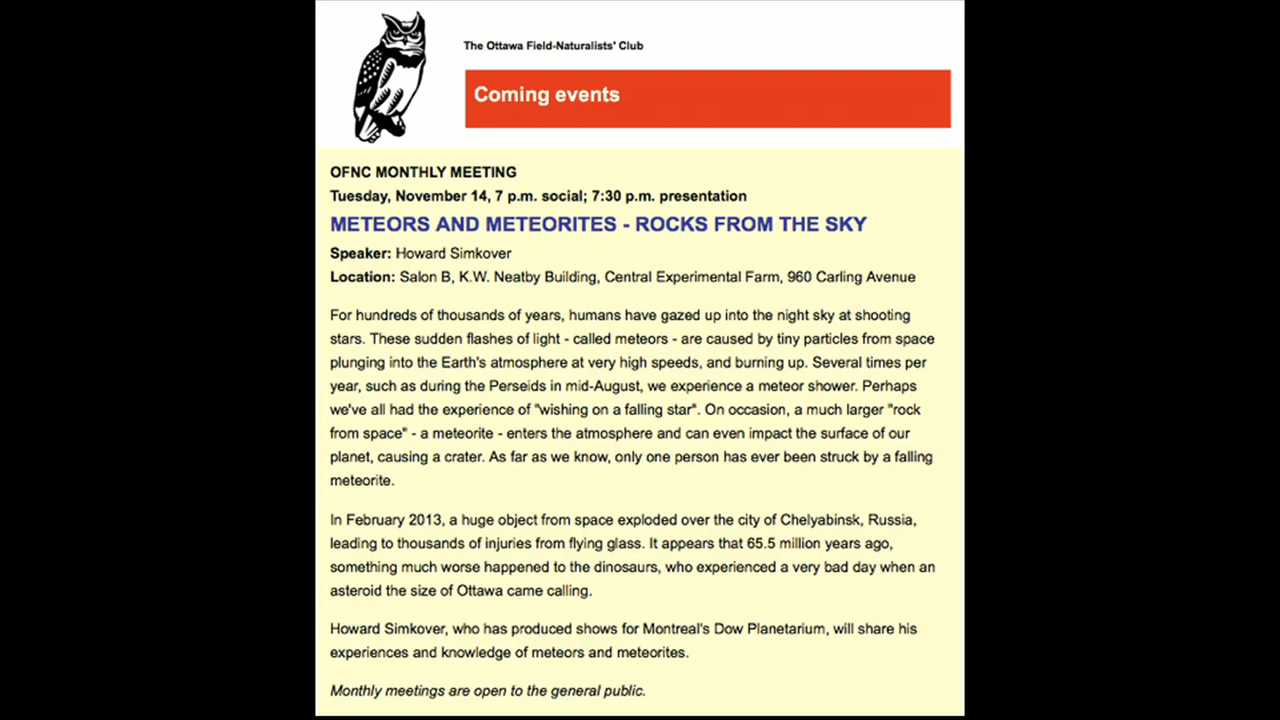 The Ottawa Field-Naturalists' Club
Coming events
OFNC MONTHLY MEETING
Tuesday, November 14, 7 p.m. social; 7:30 p.m. presentation
METEORS AND METEORITES - ROCKS FROM THE SKY
Speaker: Howard Simkover
Location: Salon B, K.W. Neatby Building, Central Experimental Farm, 960 Carling Avenue
For hundreds of thousands of years, humans have gazed up into the night sky at shooting
stars. These sudden flashes of light - called meteors - are caused by tiny particles from space
plunging into the Earth's atmosphere at very high speeds, and burning up. Several times per
year, such as during the Perseids in mid-August, we experience a meteor shower. Perhaps
we've all had the experience of "wishing on a falling star". On occasion, a much larger "rock
from space" - a meteorite - enters the atmosphere and can even impact the surface of our
planet, causing a crater. As far as we know, only one person has ever been struck by a falling
meteorite.
In February 2013, a huge object from space exploded over the city of Chelyabinsk, Russia,
leading to thousands of injuries from flying glass. It appears that 65.5 million years ago,
something much worse happened to the dinosaurs, who experienced a very bad day when an
asteroid the size of Ottawa came calling.
Howard Simkover, who has produced shows for Montreal's Dow Planetarium, will share his
experiences and knowledge of meteors and meteorites.
Monthly meetings are open to the general public.